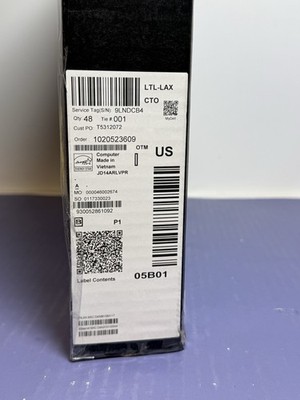 LTL-LAX
Service Tag(S/N) 9LNDCB4
CTO
Qty. 48 Tie # 001
Cust PO: T5312072
Order: 1020523609
OTM
Computer
Made in
Vietnam
JD14ARLVPR
US
A -
MO: 000046002674
SO: 0117330023
930052861092
P1
Label Contents
05B01